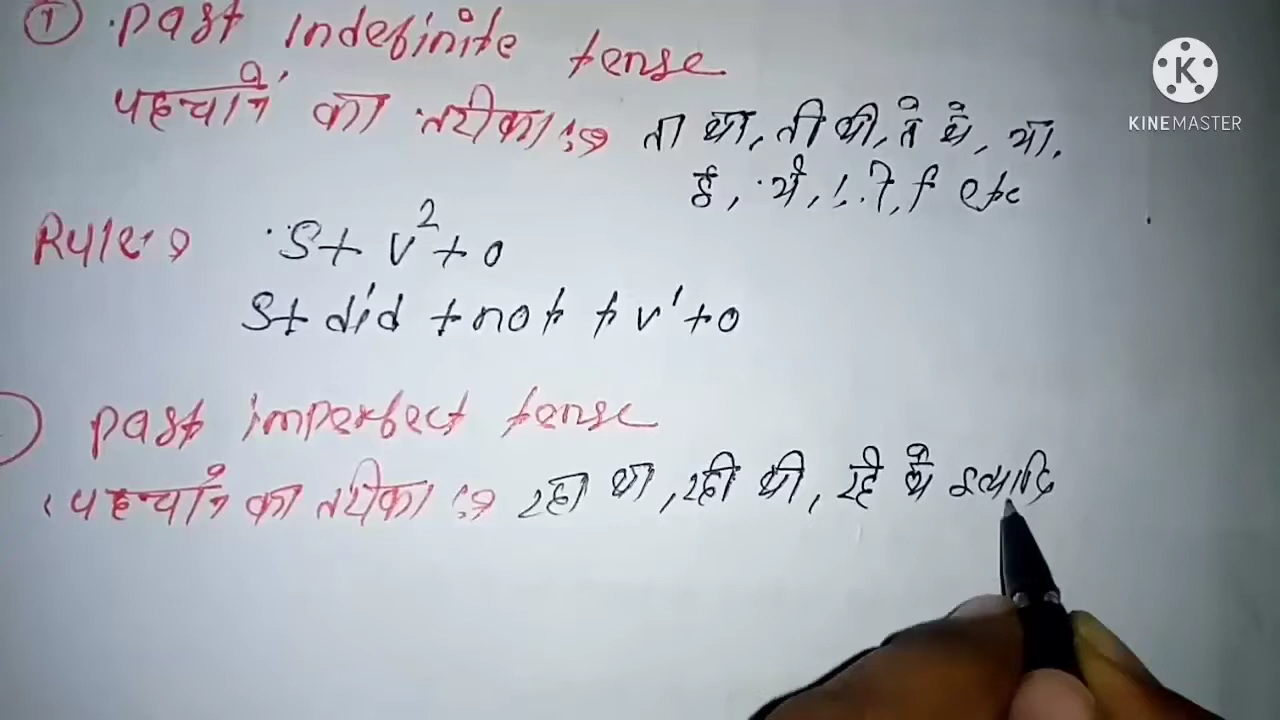 ① Past Indefinite tense
पहचानें का तरीका :→ ता था, ती थी, ते थे, या,
ई, ये, ा, ी, े etc
Rule → S + V² + O
S + did + not + V¹ + O
Past imperfect tense
पहचानें का तरीका :→ रहा था, रही थी, रहे थे इत्यादि
K
KINEMASTER